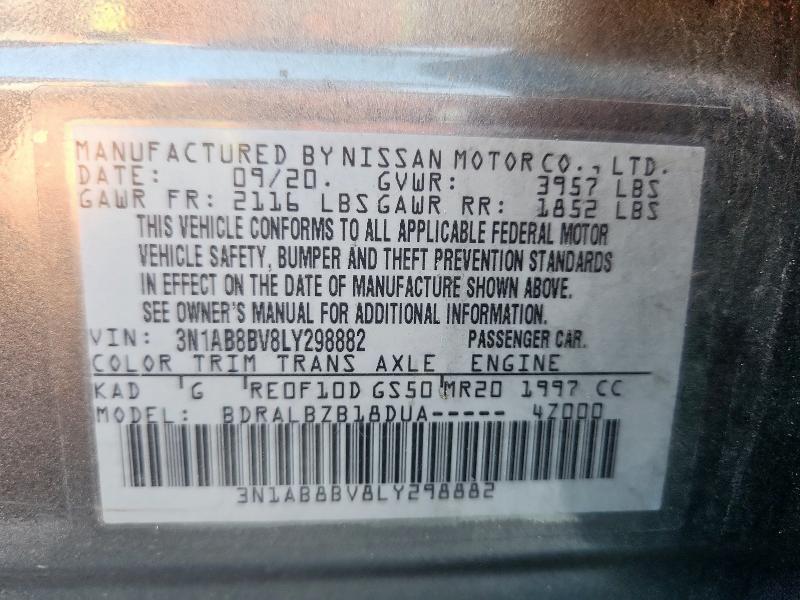 MANUFACTURED BY NISSAN MOTOR CO., LTD.
DATE: 09/20. GVWR: 3957 LBS
GAWR FR: 2116 LBS GAWR RR: 1852 LBS
THIS VEHICLE CONFORMS TO ALL APPLICABLE FEDERAL MOTOR
VEHICLE SAFETY, BUMPER AND THEFT PREVENTION STANDARDS
IN EFFECT ON THE DATE OF MANUFACTURE SHOWN ABOVE.
SEE OWNER'S MANUAL FOR ADDITIONAL INFORMATION.
VIN: 3N1AB8BV8LY298882 PASSENGER CAR.
COLOR TRIM TRANS AXLE ENGINE
KAD G RE0F10D GS50 MR20 1997 CC
MODEL: BDRALBZB18DUA----- 4Z000
3N1AB8BV8LY298882